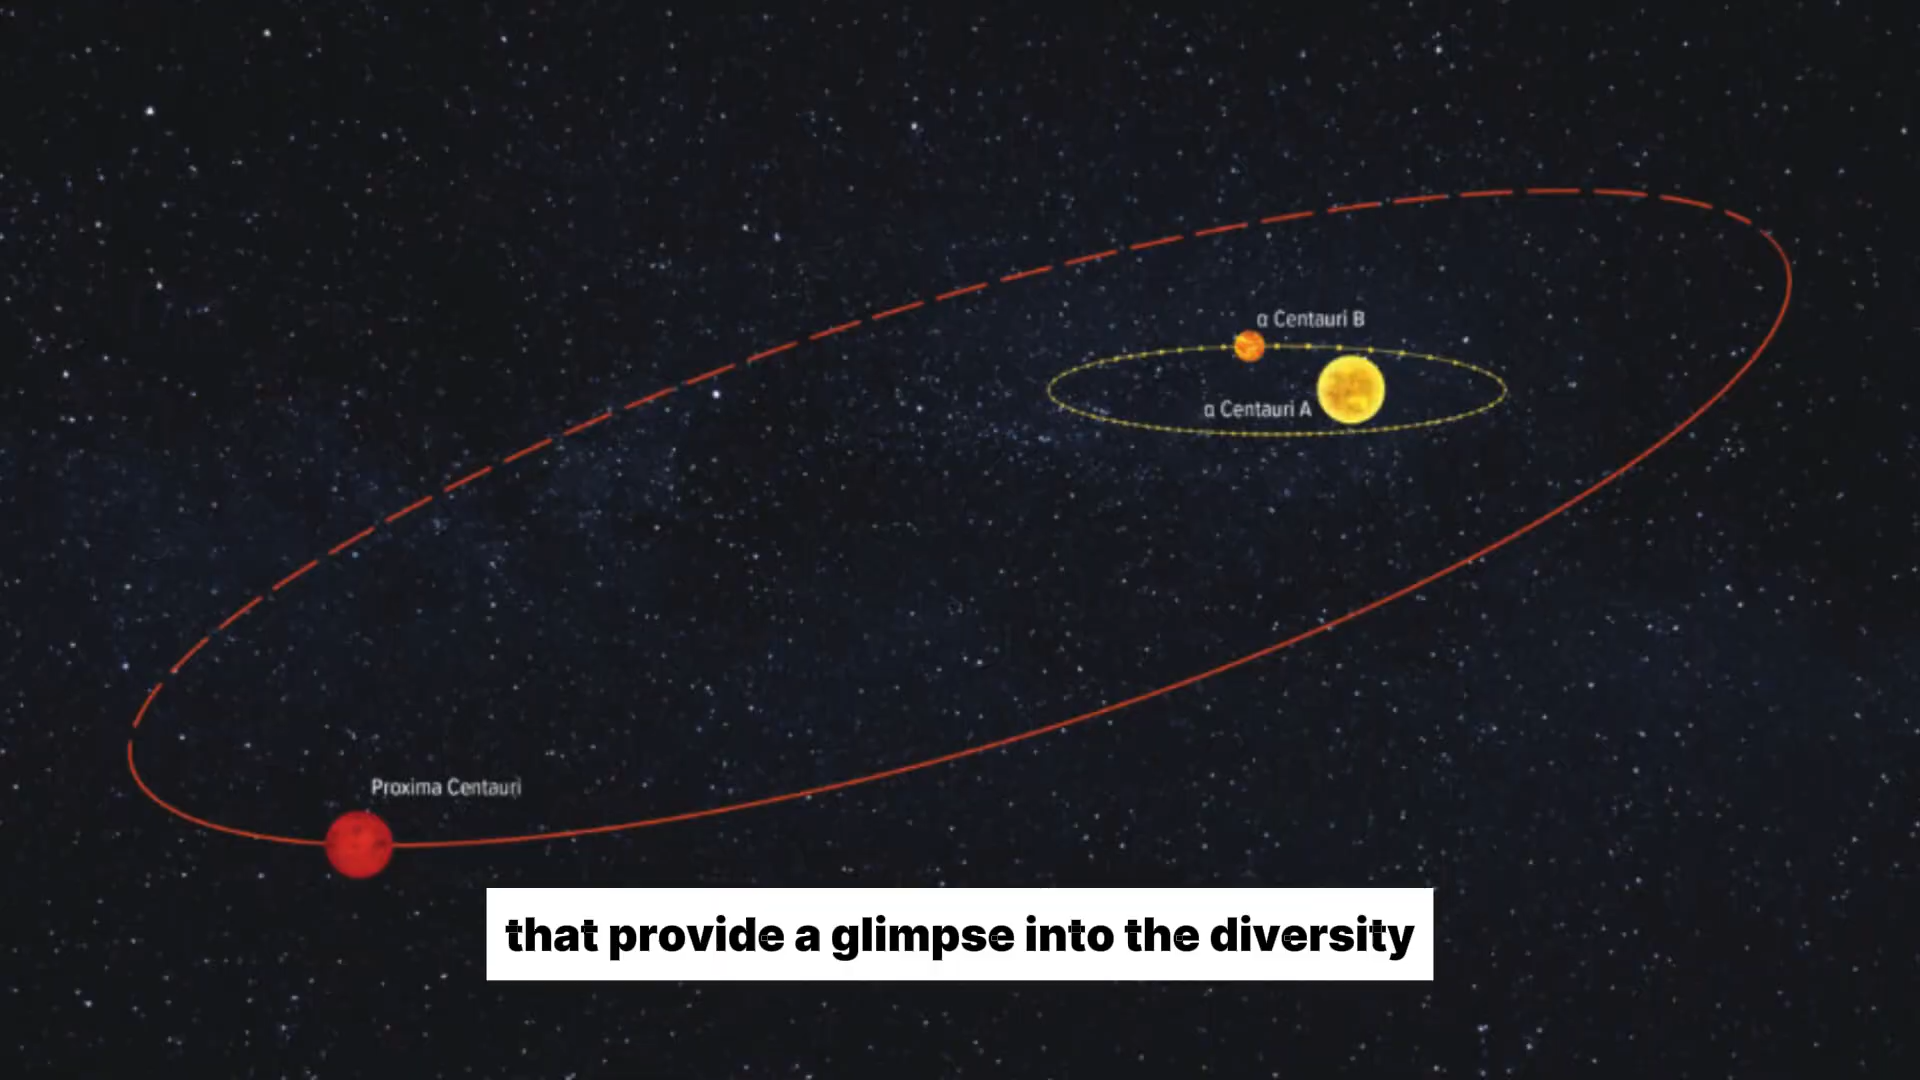 α Centauri B
α Centauri A
Proxima Centauri
that provide a glimpse into the diversity